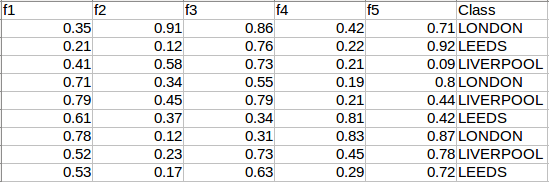 f1 f2 f3 f4 f5 Class
0.35 0.91 0.86 0.42 0.71 LONDON
0.21 0.12 0.76 0.22 0.92 LEEDS
0.41 0.58 0.73 0.21 0.09 LIVERPOOL
0.71 0.34 0.55 0.19 0.8 LONDON
0.79 0.45 0.79 0.21 0.44 LIVERPOOL
0.61 0.37 0.34 0.81 0.42 LEEDS
0.78 0.12 0.31 0.83 0.87 LONDON
0.52 0.23 0.73 0.45 0.78 LIVERPOOL
0.53 0.17 0.63 0.29 0.72 LEEDS